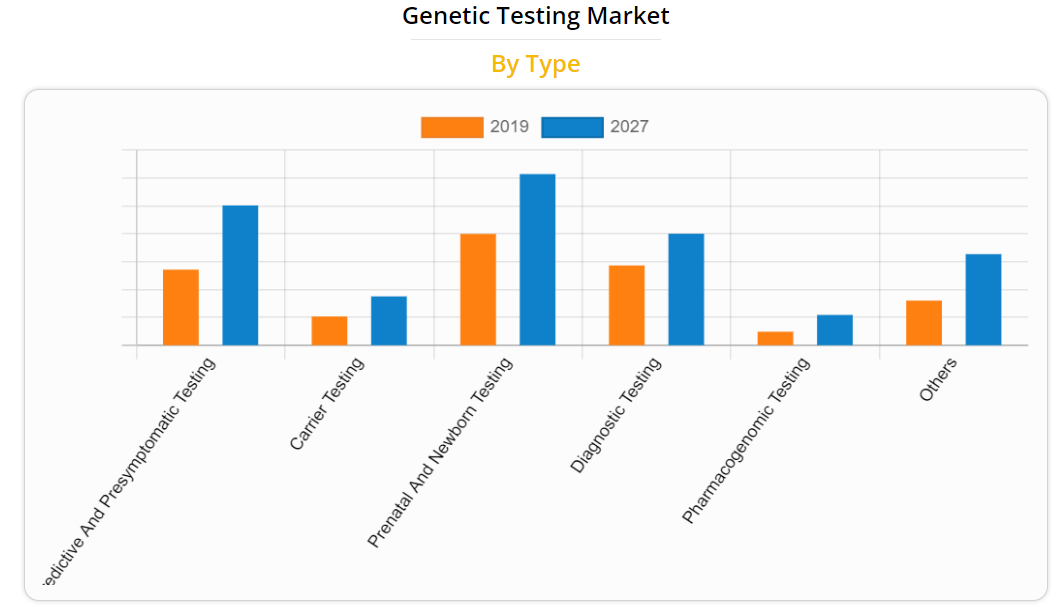 Genetic Testing Market
By Type
2019 2027
redictive And Presymptomatic Testing
Carrier Testing
Prenatal And Newborn Testing
Diagnostic Testing
Pharmacogenomic Testing
Others